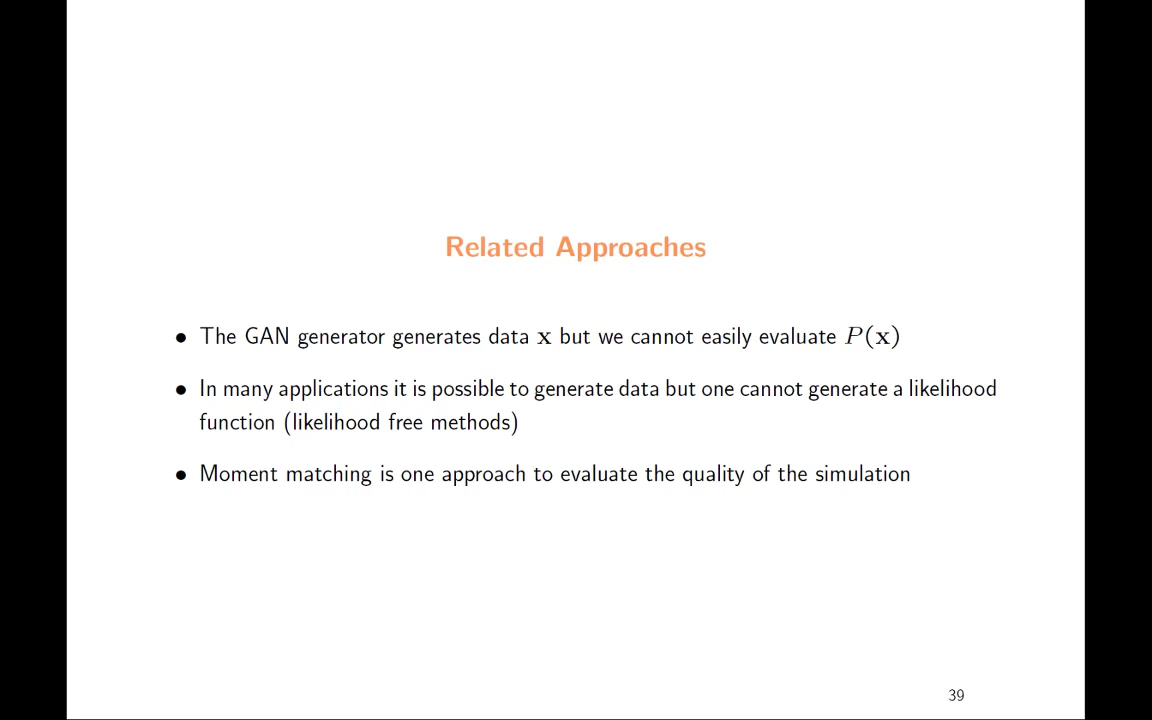 Related Approaches
• The GAN generator generates data x but we cannot easily evaluate P(x)
• In many applications it is possible to generate data but one cannot generate a likelihood
function (likelihood free methods)
• Moment matching is one approach to evaluate the quality of the simulation
39